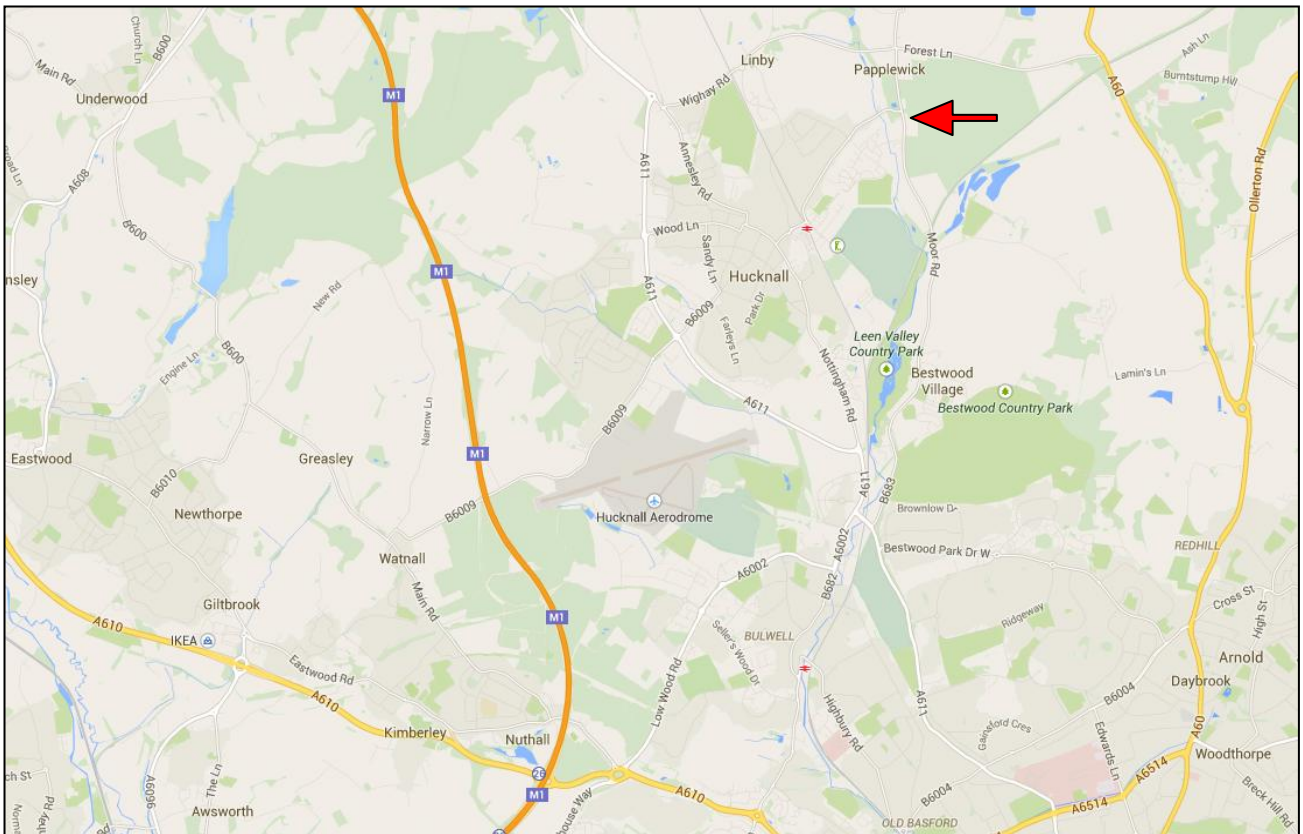 Church Ln
B600
Main Rd
Underwood
M1
Linby
Forest Ln
Papplewick
A60
Ash Ln
Burntstump Hill
Wighay Rd
A608
A611
Annesley Rd
Ollerton Rd
B600
Wood Ln
Sandy Ln
Moor Rd
M1
Hucknall
New Rd
A611
B6009
Park Dr
Farleys Ln
B600
Engine Ln
Nottingham Rd
Leen Valley
Country Park
Bestwood
Village
Lamin's Ln
Bestwood Country Park
Narrow Ln
A611
B6009
Eastwood
Greasley
M1
B6010
A611
B683
Newthorpe
B6009
Hucknall Aerodrome
Brownlow Dr
Watnall
A6002
Bestwood Park Dr W
REDHILL
A6002
B682
Giltbrook
M1
Main Rd
Cross St
High St
A610
IKEA
Ridgeway
Seller's Wood Dr
BULWELL
Eastwood Rd
Low Wood Rd
Arnold
Daybrook
B6004
A611
Highbury Rd
A610
Kimberley
Nuthall
Gainsford Cres
Edwards Ln
A60
Woodthorpe
26
The Ln
A6096
M1
A610
B6004
A6514
A6514
Breck Hill Rd
Awsworth
OLD BASFORD